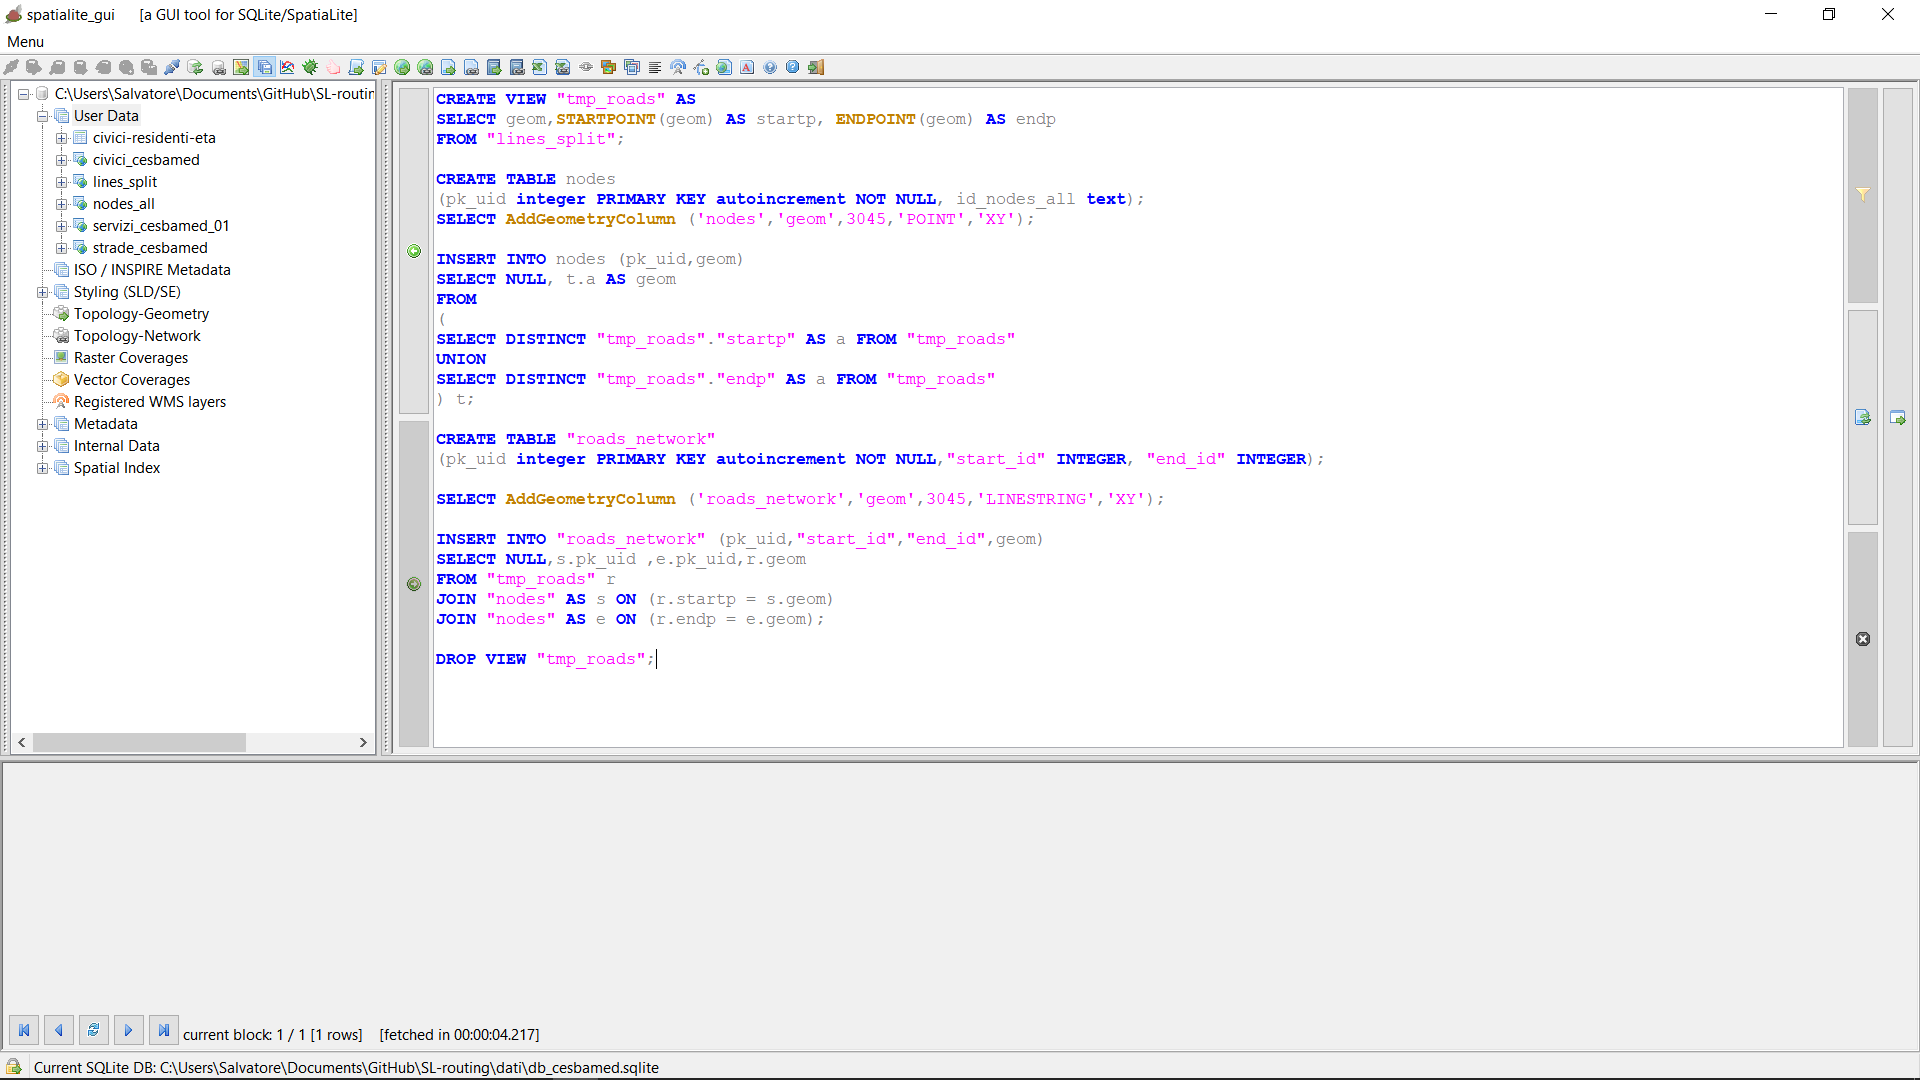 spatialite_gui [a GUI tool for SQLite/SpatiaLite]
Menu
C:\Users\Salvatore\Documents\GitHub\SL-routin
User Data
civici-residenti-eta
civici_cesbamed
lines_split
nodes_all
servizi_cesbamed_01
strade_cesbamed
ISO / INSPIRE Metadata
Styling (SLD/SE)
Topology-Geometry
Topology-Network
Raster Coverages
Vector Coverages
Registered WMS layers
Metadata
Internal Data
Spatial Index
CREATE VIEW "tmp_roads" AS
SELECT geom,STARTPOINT(geom) AS startp, ENDPOINT(geom) AS endp
FROM "lines_split";
CREATE TABLE nodes
(pk_uid integer PRIMARY KEY autoincrement NOT NULL, id_nodes_all text);
SELECT AddGeometryColumn ('nodes','geom',3045,'POINT','XY');
INSERT INTO nodes (pk_uid,geom)
SELECT NULL, t.a AS geom
FROM
(
SELECT DISTINCT "tmp_roads"."startp" AS a FROM "tmp_roads"
UNION
SELECT DISTINCT "tmp_roads"."endp" AS a FROM "tmp_roads"
) t;
CREATE TABLE "roads_network"
(pk_uid integer PRIMARY KEY autoincrement NOT NULL,"start_id" INTEGER, "end_id" INTEGER);
SELECT AddGeometryColumn ('roads_network','geom',3045,'LINESTRING','XY');
INSERT INTO "roads_network" (pk_uid,"start_id","end_id",geom)
SELECT NULL,s.pk_uid ,e.pk_uid,r.geom
FROM "tmp_roads" r
JOIN "nodes" AS s ON (r.startp = s.geom)
JOIN "nodes" AS e ON (r.endp = e.geom);
DROP VIEW "tmp_roads";
current block: 1 / 1 [1 rows] [fetched in 00:00:04.217]
Current SQLite DB: C:\Users\Salvatore\Documents\GitHub\SL-routing\dati\db_cesbamed.sqlite